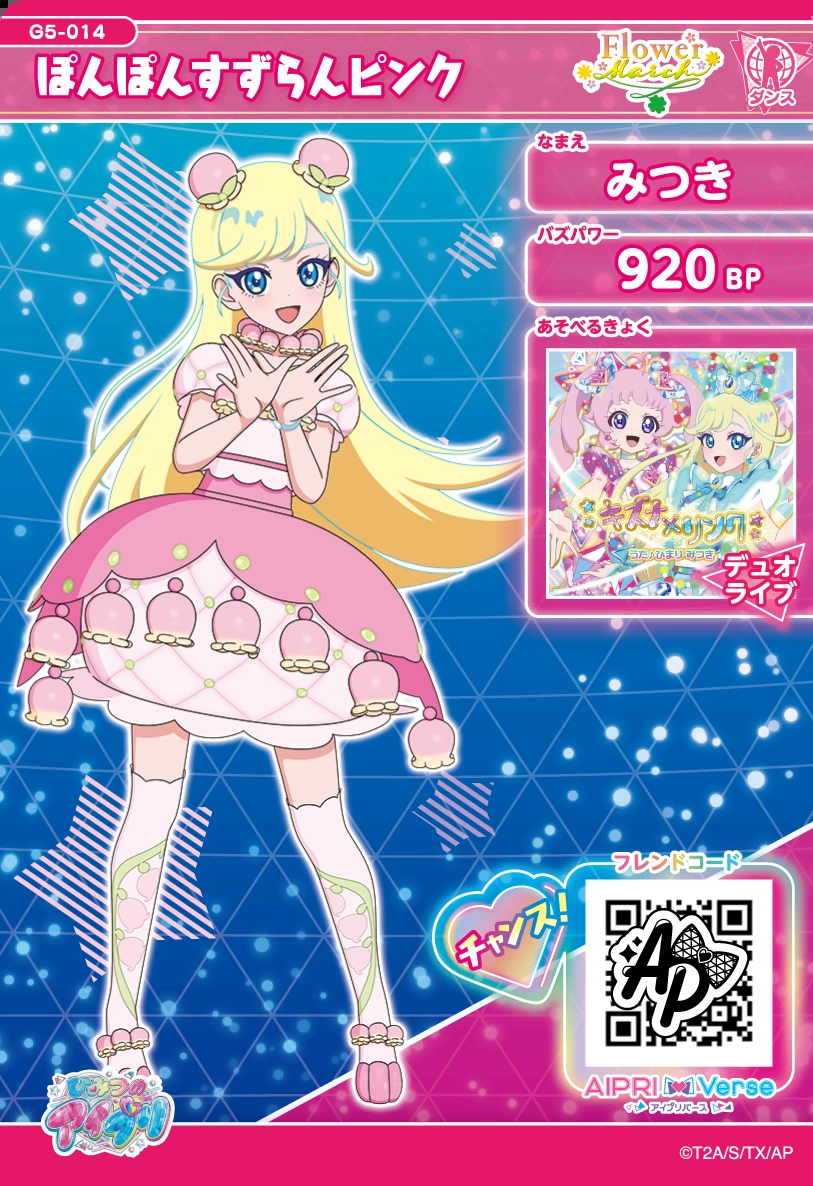 G5-014
ぽんぽんすずらんピンク
Flower
March
ダンス
なまえ
みつき
バズパワー
920 BP
あそべるきょく
キズナ×リンク
うた♪ひまり みつき
デュオ
ライブ
フレンドコード
チャンス!
AP
AIPRI Verse
アイプリバース
ひみつの
アイプリ
©T2A/S/TX/AP